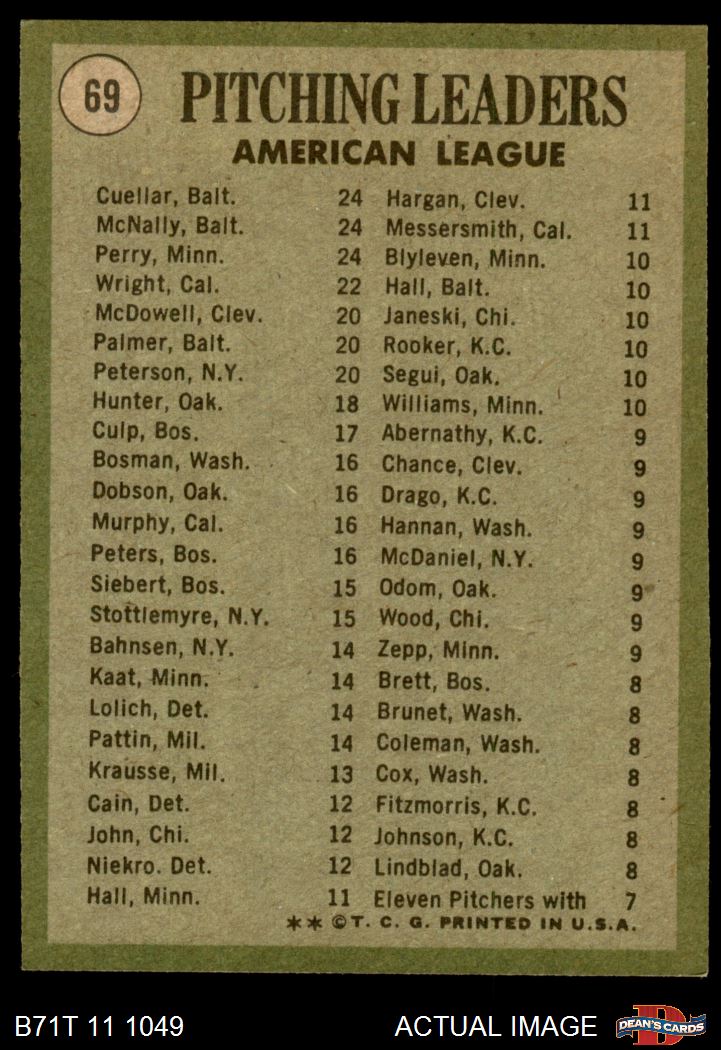 69
PITCHING LEADERS
AMERICAN LEAGUE
Cuellar, Balt. 24 Hargan, Clev. 11
McNally, Balt. 24 Messersmith, Cal. 11
Perry, Minn. 24 Blyleven, Minn. 10
Wright, Cal. 22 Hall, Balt. 10
McDowell, Clev. 20 Janeski, Chi. 10
Palmer, Balt. 20 Rooker, K.C. 10
Peterson, N.Y. 20 Segui, Oak. 10
Hunter, Oak. 18 Williams, Minn. 10
Culp, Bos. 17 Abernathy, K.C. 9
Bosman, Wash. 16 Chance, Clev. 9
Dobson, Oak. 16 Drago, K.C. 9
Murphy, Cal. 16 Hannan, Wash. 9
Peters, Bos. 16 McDaniel, N.Y. 9
Siebert, Bos. 15 Odom, Oak. 9
Stottlemyre, N.Y. 15 Wood, Chi. 9
Bahnsen, N.Y. 14 Zepp, Minn. 9
Kaat, Minn. 14 Brett, Bos. 8
Lolich, Det. 14 Brunet, Wash. 8
Pattin, Mil. 14 Coleman, Wash. 8
Krausse, Mil. 13 Cox, Wash. 8
Cain, Det. 12 Fitzmorris, K.C. 8
John, Chi. 12 Johnson, K.C. 8
Niekro. Det. 12 Lindblad, Oak. 8
Hall, Minn. 11 Eleven Pitchers with 7
** © T. C. G. PRINTED IN U.S.A.
B71T 11 1049 ACTUAL IMAGE
D
DEAN'S CARDS